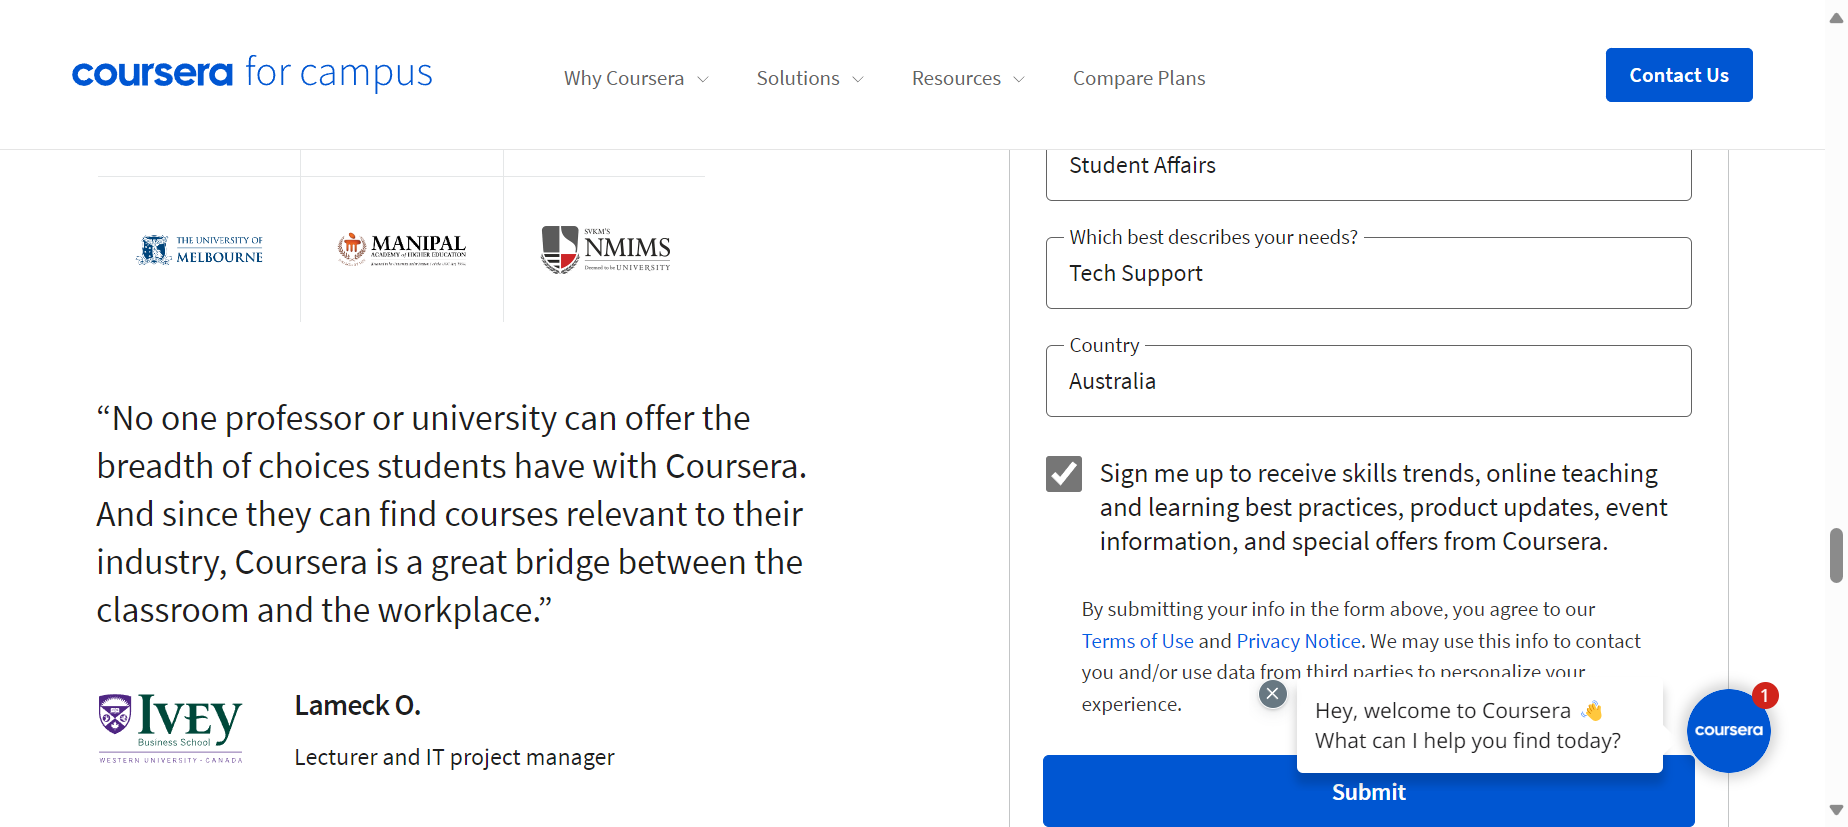 coursera for campus
Why Coursera
Solutions
Resources
Compare Plans
Contact Us
THE UNIVERSITY OF
MELBOURNE
MANIPAL
ACADEMY of HIGHER EDUCATION
SVKM'S
NMIMS
Deemed to be UNIVERSITY
“No one professor or university can offer the
breadth of choices students have with Coursera.
And since they can find courses relevant to their
industry, Coursera is a great bridge between the
classroom and the workplace.”
IVEY
Business School
WESTERN UNIVERSITY · CANADA
Lameck O.
Lecturer and IT project manager
Student Affairs
Which best describes your needs?
Tech Support
Country
Australia
Sign me up to receive skills trends, online teaching
and learning best practices, product updates, event
information, and special offers from Coursera.
By submitting your info in the form above, you agree to our
Terms of Use and Privacy Notice. We may use this info to contact
you and/or use data from third parties to personalize your
experience.
Hey, welcome to Coursera 👋
What can I help you find today?
coursera
1
Submit